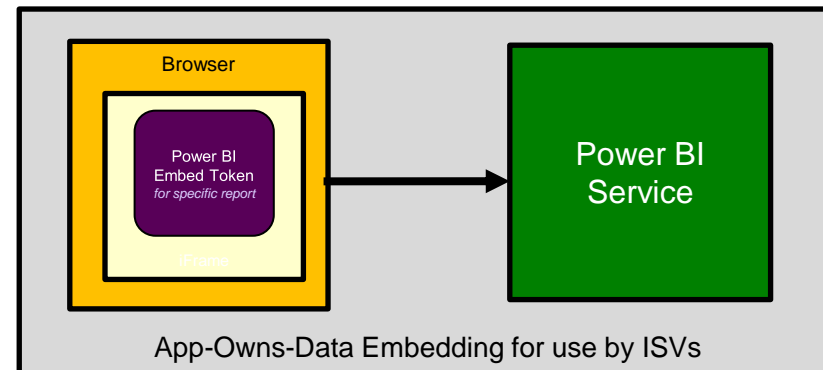 Browser
Power BI
Embed Token
for specific report
iFrame
Power BI
Service
App-Owns-Data Embedding for use by ISVs